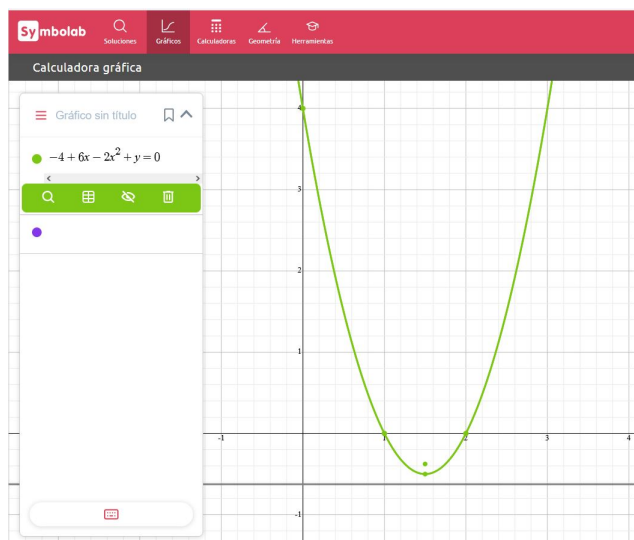 Symbolab
Soluciones
Gráficos
Calculadoras
Geometría
Herramientas
Calculadora gráfica
Gráfico sin título
−4 + 6x − 2x² + y = 0
4
3
2
1
-1
1
2
3
4
-1